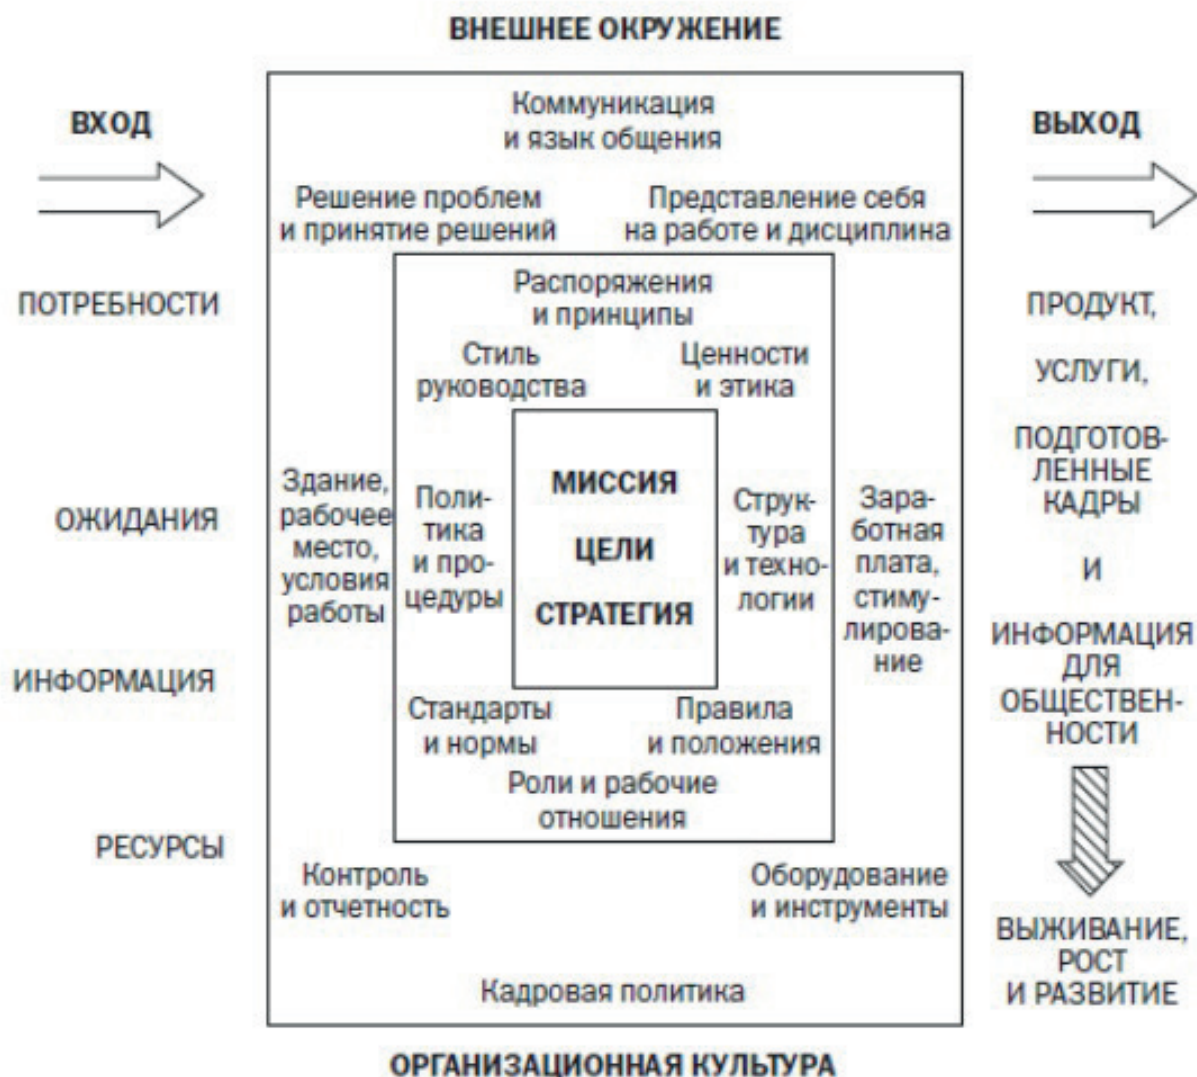 ВНЕШНЕЕ ОКРУЖЕНИЕ
ВХОД
ПОТРЕБНОСТИ
ОЖИДАНИЯ
ИНФОРМАЦИЯ
РЕСУРСЫ
Коммуникация
и язык общения
Решение проблем
и принятие решений
Представление себя
на работе и дисциплина
Распоряжения
и принципы
Стиль
руководства
Ценности
и этика
Здание,
рабочее
место,
условия
работы
Поли-
тика
и про-
цедуры
МИССИЯ
ЦЕЛИ
СТРАТЕГИЯ
Струк-
тура
и техно-
логии
Зара-
ботная
плата,
стиму-
лирова-
ние
Стандарты
и нормы
Правила
и положения
Роли и рабочие
отношения
Контроль
и отчетность
Оборудование
и инструменты
Кадровая политика
ВЫХОД
ПРОДУКТ,
УСЛУГИ,
ПОДГОТОВ-
ЛЕННЫЕ
КАДРЫ
И
ИНФОРМАЦИЯ
ДЛЯ
ОБЩЕСТВЕН-
НОСТИ
ВЫЖИВАНИЕ,
РОСТ
И РАЗВИТИЕ
ОРГАНИЗАЦИОННАЯ КУЛЬТУРА